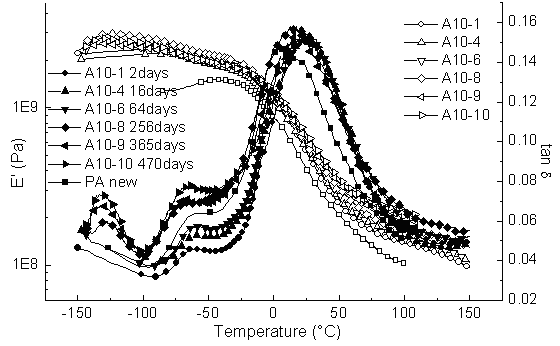 A10-1
A10-4
A10-6
A10-8
A10-9
A10-10
A10-1 2days
A10-4 16days
A10-6 64days
A10-8 256days
A10-9 365days
A10-10 470days
PA new
1E9
1E8
E' (Pa)
0.16
0.14
0.12
0.10
0.08
0.06
0.04
0.02
tan δ
-150 -100 -50 0 50 100 150
Temperature (°C)